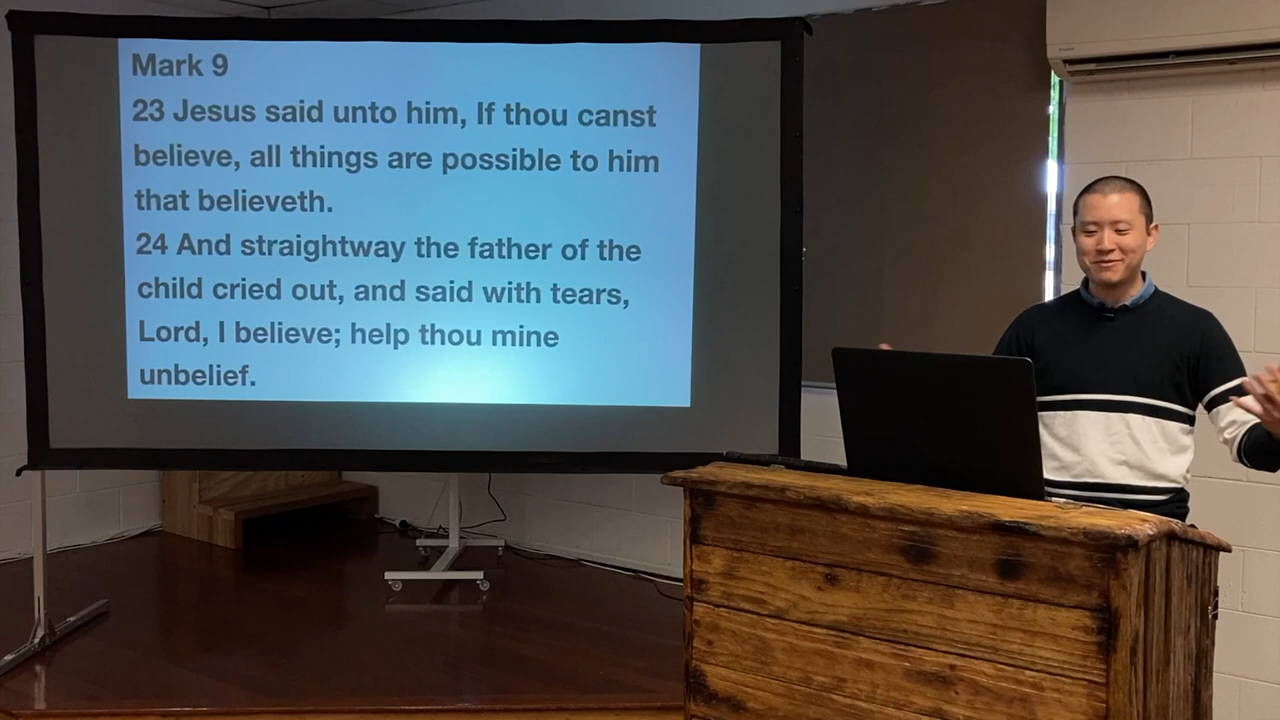 Mark 9
23 Jesus said unto him, If thou canst
believe, all things are possible to him
that believeth.
24 And straightway the father of the
child cried out, and said with tears,
Lord, I believe; help thou mine
unbelief.